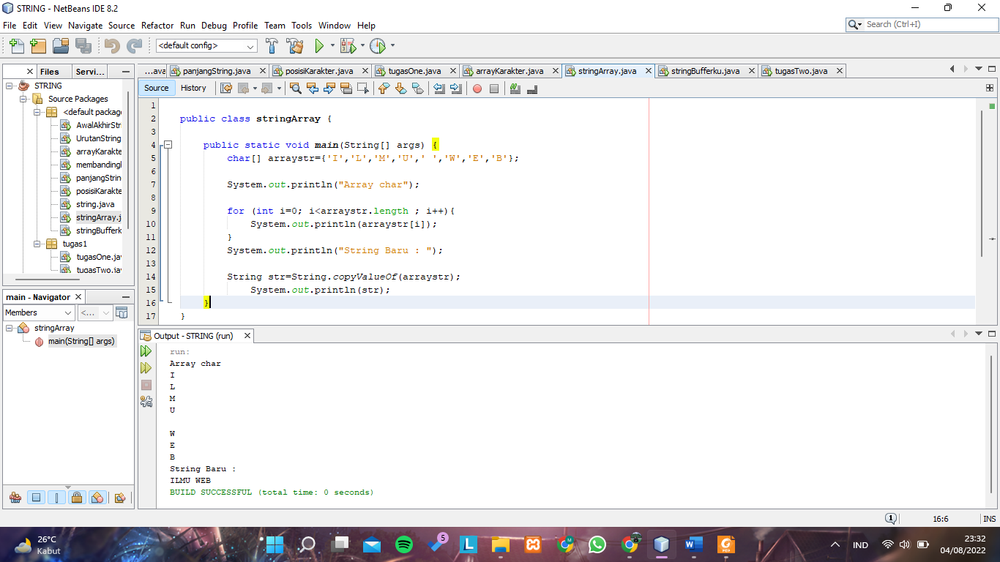 STRING - NetBeans IDE 8.2
File Edit View Navigate Source Refactor Run Debug Profile Team Tools Window Help
Search (Ctrl+I)
<default config>
Files Servi...
...ava panjangString.java posisiKarakter.java tugasOne.java arrayKarakter.java stringArray.java stringBufferku.java tugasTwo.java
Source History
STRING
Source Packages
<default packag
AwalAkhirStr
UrutanString
arrayKarakte
membandingl
panjangStrin
posisiKarakte
string.java
stringArray.j
stringBufferk
tugas1
tugasOne.jav
tugasTwo.jav
main - Navigator
Members <...
stringArray
main(String[] args)
1
2 public class stringArray {
3
4 public static void main(String[] args) {
5 char[] arraystr={'I','L','M','U',' ','W','E','B'};
6
7 System.out.println("Array char");
8
9 for (int i=0; i<arraystr.length ; i++){
10 System.out.println(arraystr[i]);
11 }
12 System.out.println("String Baru : ");
13
14 String str=String.copyValueOf(arraystr);
15 System.out.println(str);
16 }
17 }
Output - STRING (run)
run:
Array char
I
L
M
U
W
E
B
String Baru :
ILMU WEB
BUILD SUCCESSFUL (total time: 0 seconds)
1 16:6 INS
26°C
Kabut
5
IND
23:32
04/08/2022